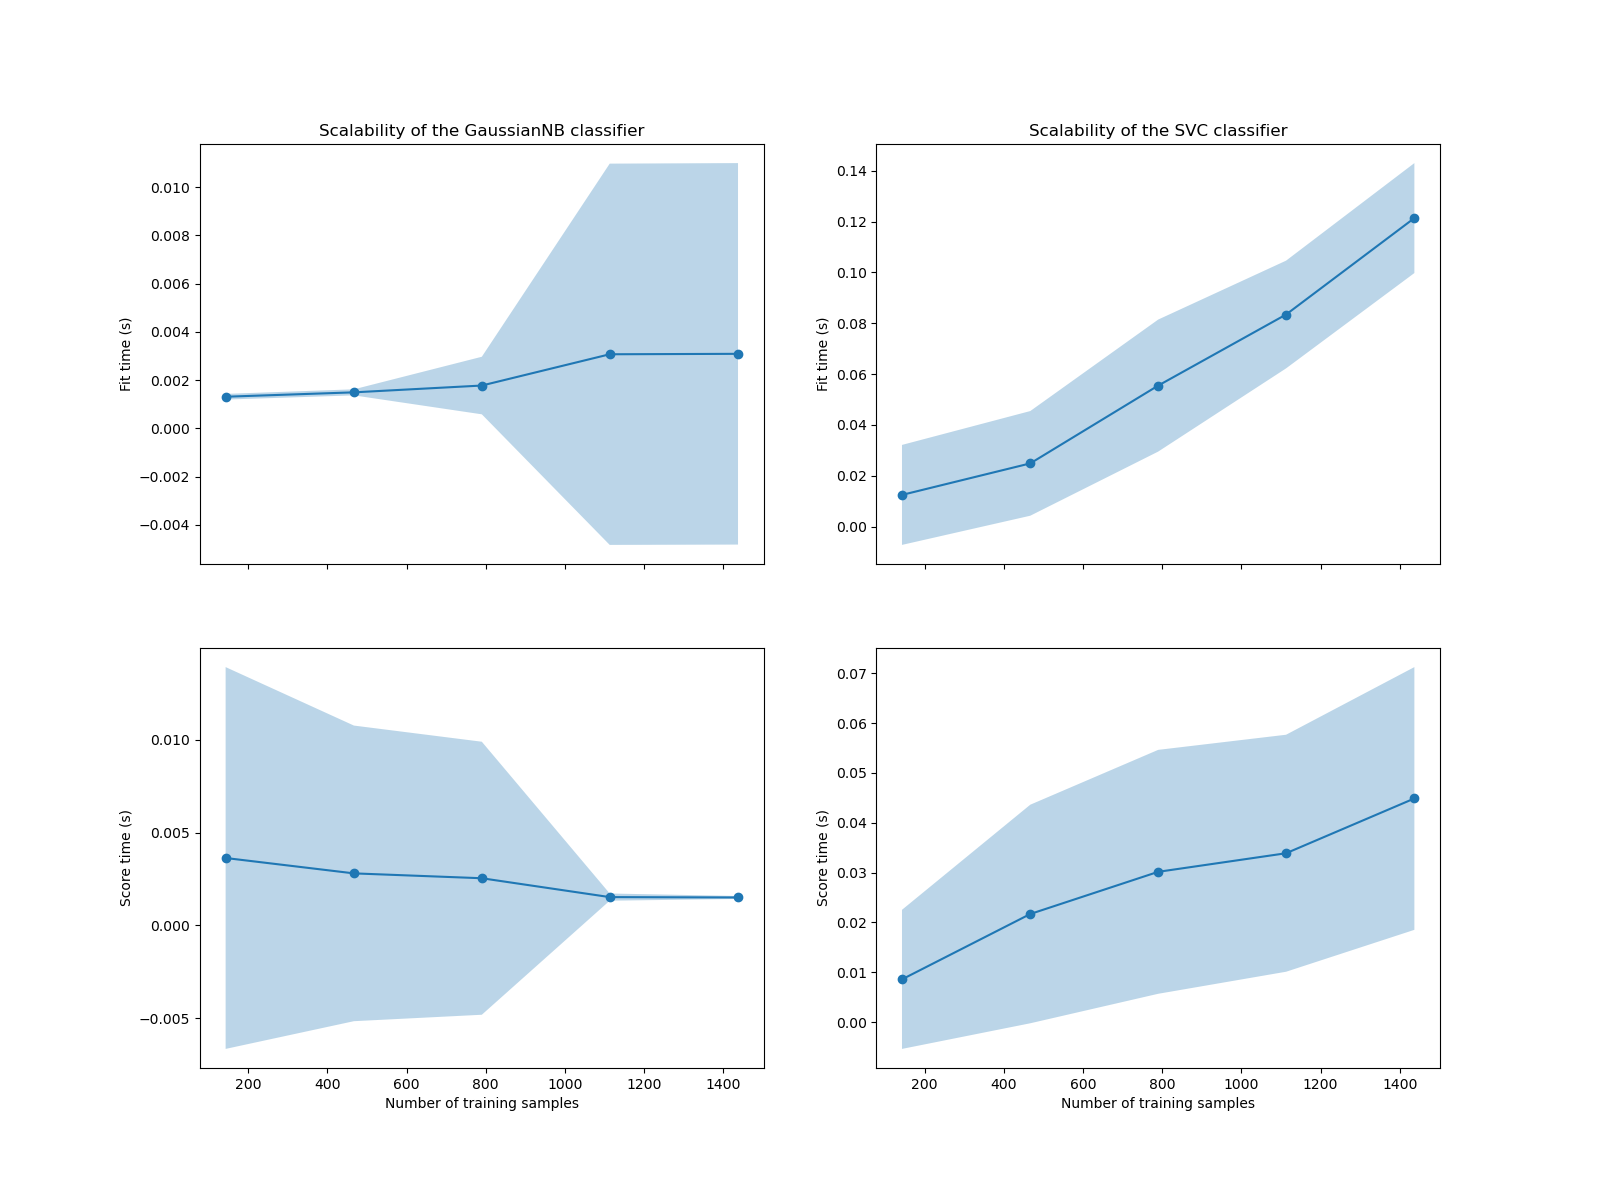 Scalability of the GaussianNB classifier
0.010
0.008
0.006
0.004
0.002
0.000
−0.002
−0.004
Fit time (s)
Scalability of the SVC classifier
0.14
0.12
0.10
0.08
0.06
0.04
0.02
0.00
Fit time (s)
0.010
0.005
0.000
−0.005
Score time (s)
200 400 600 800 1000 1200 1400
Number of training samples
0.07
0.06
0.05
0.04
0.03
0.02
0.01
0.00
Score time (s)
200 400 600 800 1000 1200 1400
Number of training samples